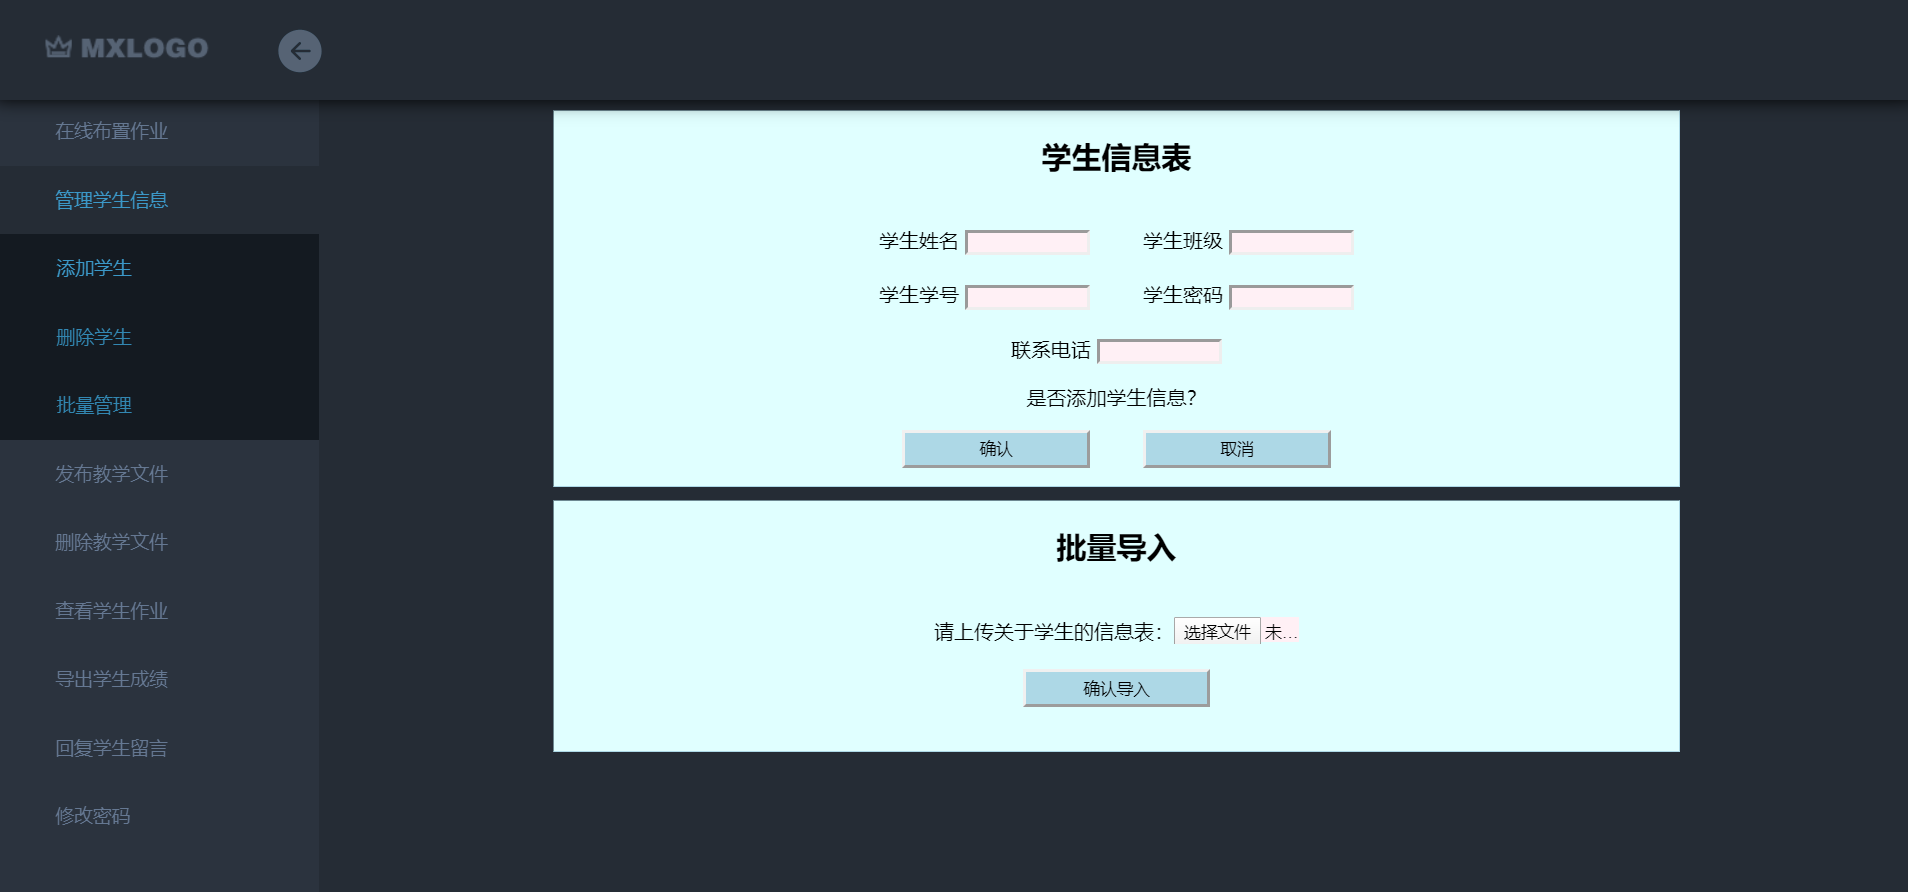 MXLOGO
在线布置作业
管理学生信息
添加学生
删除学生
批量管理
发布教学文件
删除教学文件
查看学生作业
导出学生成绩
回复学生留言
修改密码
学生信息表
学生姓名 学生班级
学生学号 学生密码
联系电话
是否添加学生信息?
确认 取消
批量导入
请上传关于学生的信息表: 选择文件 未...
确认导入